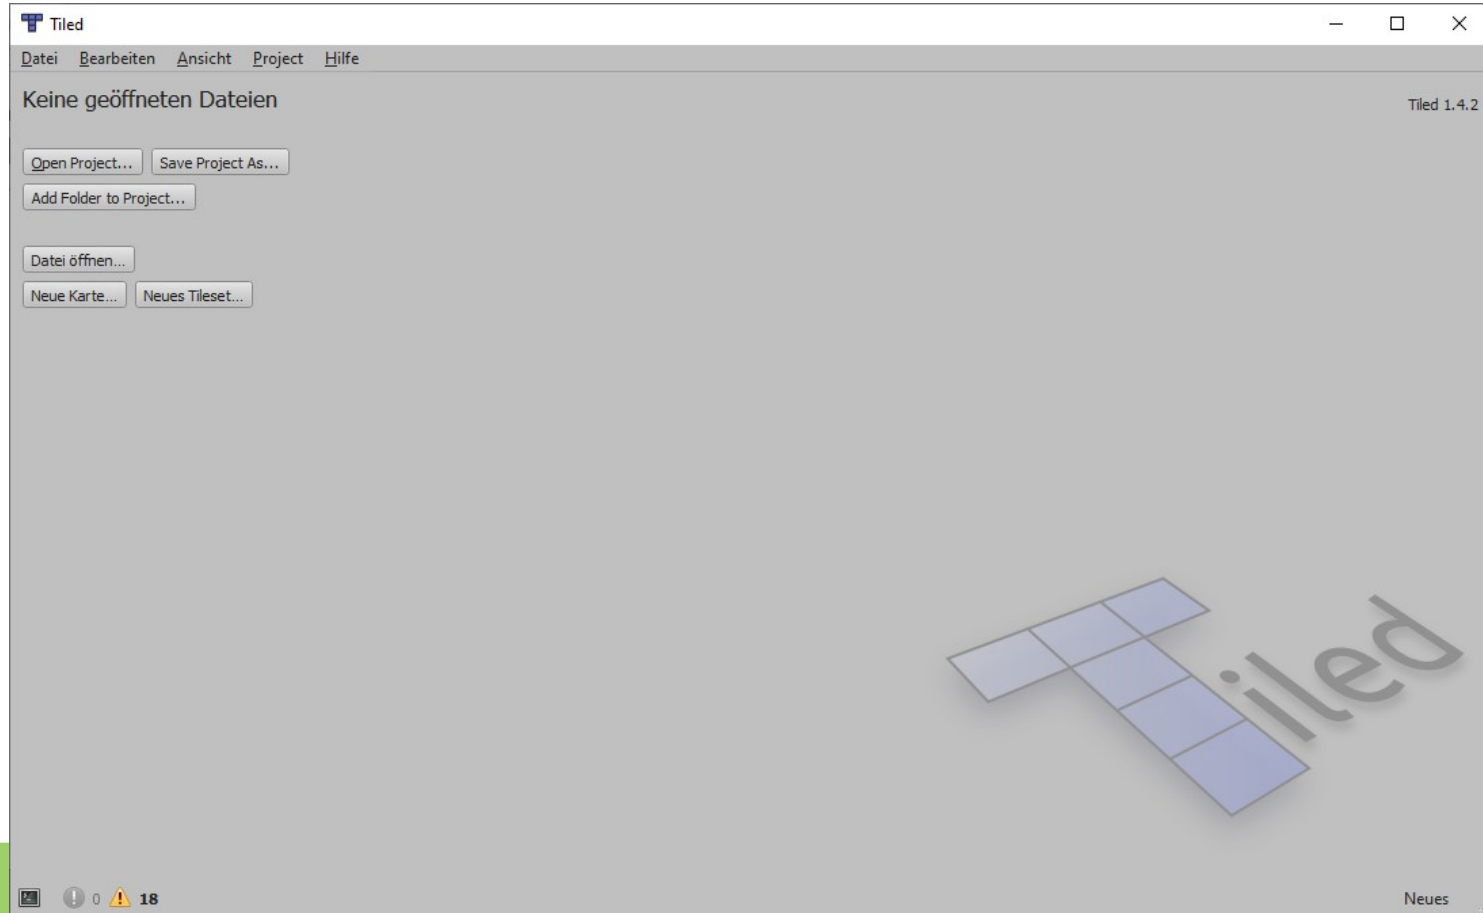 Tiled
Datei Bearbeiten Ansicht Project Hilfe
Keine geöffneten Dateien
Tiled 1.4.2
Open Project... Save Project As...
Add Folder to Project...
Datei öffnen...
Neue Karte... Neues Tileset...
Tiled
0 18
Neues